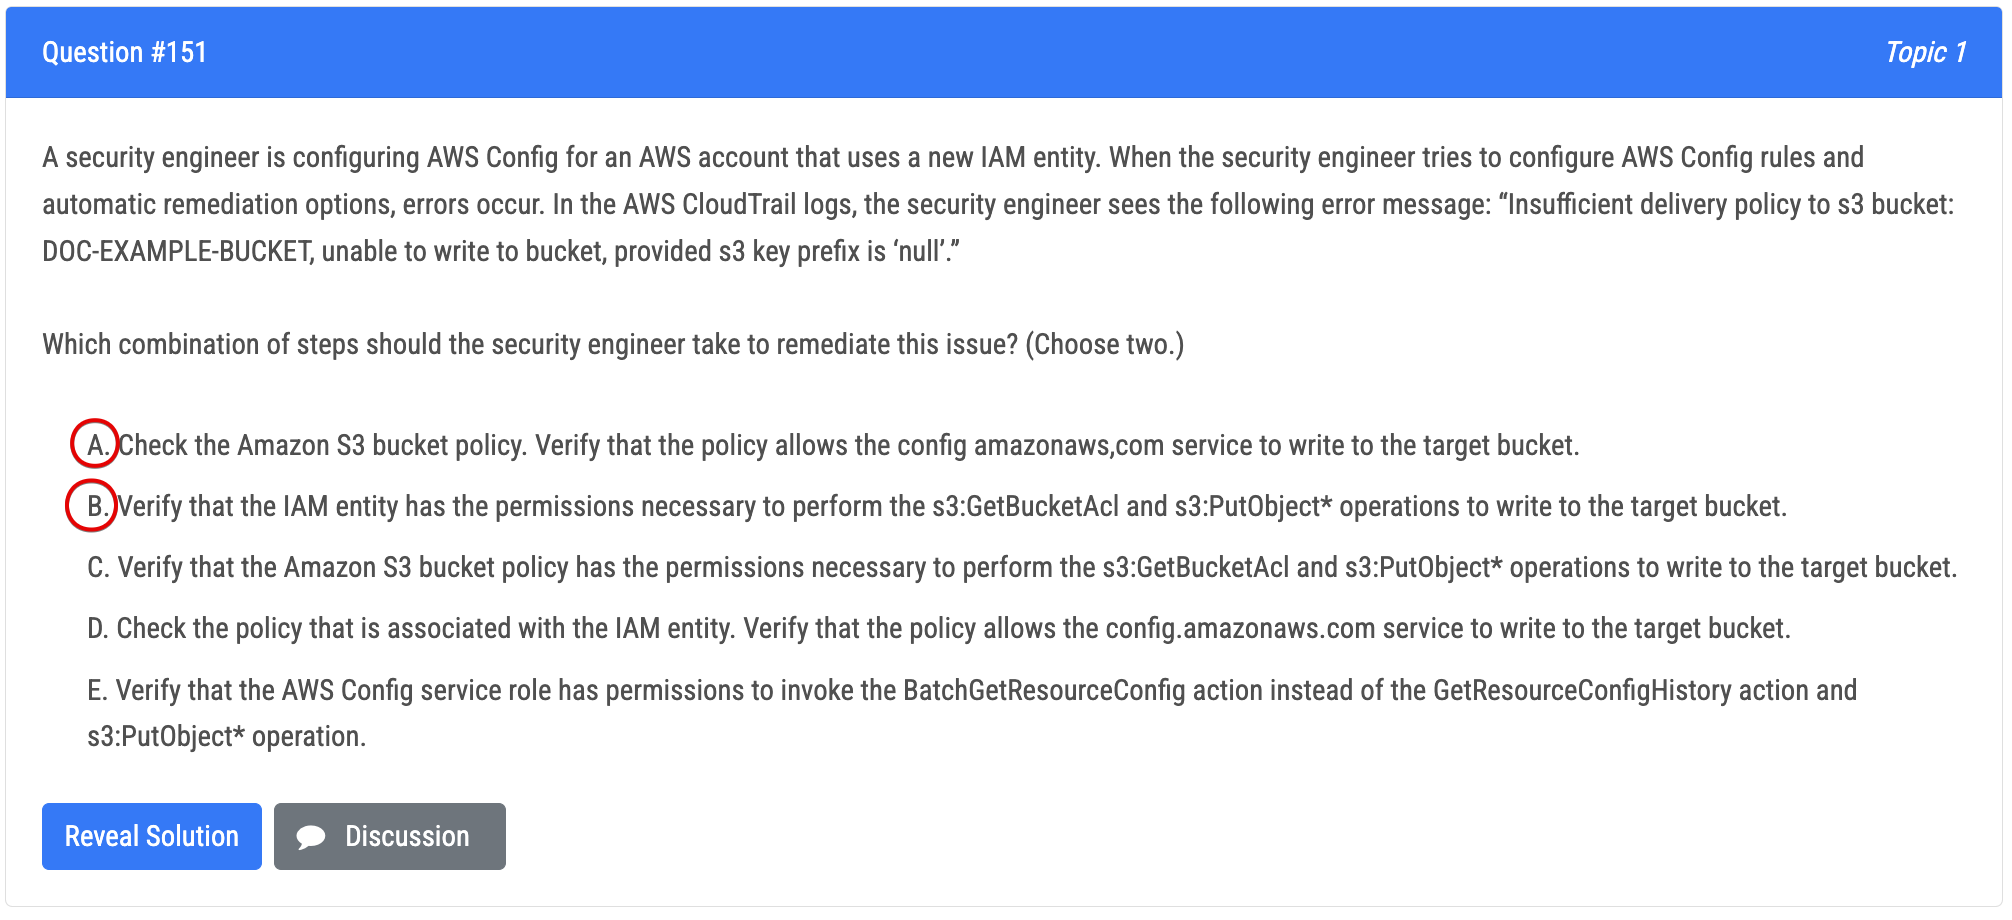 Question #151
Topic 1
A security engineer is configuring AWS Config for an AWS account that uses a new IAM entity. When the security engineer tries to configure AWS Config rules and
automatic remediation options, errors occur. In the AWS CloudTrail logs, the security engineer sees the following error message: “Insufficient delivery policy to s3 bucket:
DOC-EXAMPLE-BUCKET, unable to write to bucket, provided s3 key prefix is ‘null’.”
Which combination of steps should the security engineer take to remediate this issue? (Choose two.)
A. Check the Amazon S3 bucket policy. Verify that the policy allows the config amazonaws,com service to write to the target bucket.
B. Verify that the IAM entity has the permissions necessary to perform the s3:GetBucketAcl and s3:PutObject* operations to write to the target bucket.
C. Verify that the Amazon S3 bucket policy has the permissions necessary to perform the s3:GetBucketAcl and s3:PutObject* operations to write to the target bucket.
D. Check the policy that is associated with the IAM entity. Verify that the policy allows the config.amazonaws.com service to write to the target bucket.
E. Verify that the AWS Config service role has permissions to invoke the BatchGetResourceConfig action instead of the GetResourceConfigHistory action and
s3:PutObject* operation.
Reveal Solution
Discussion